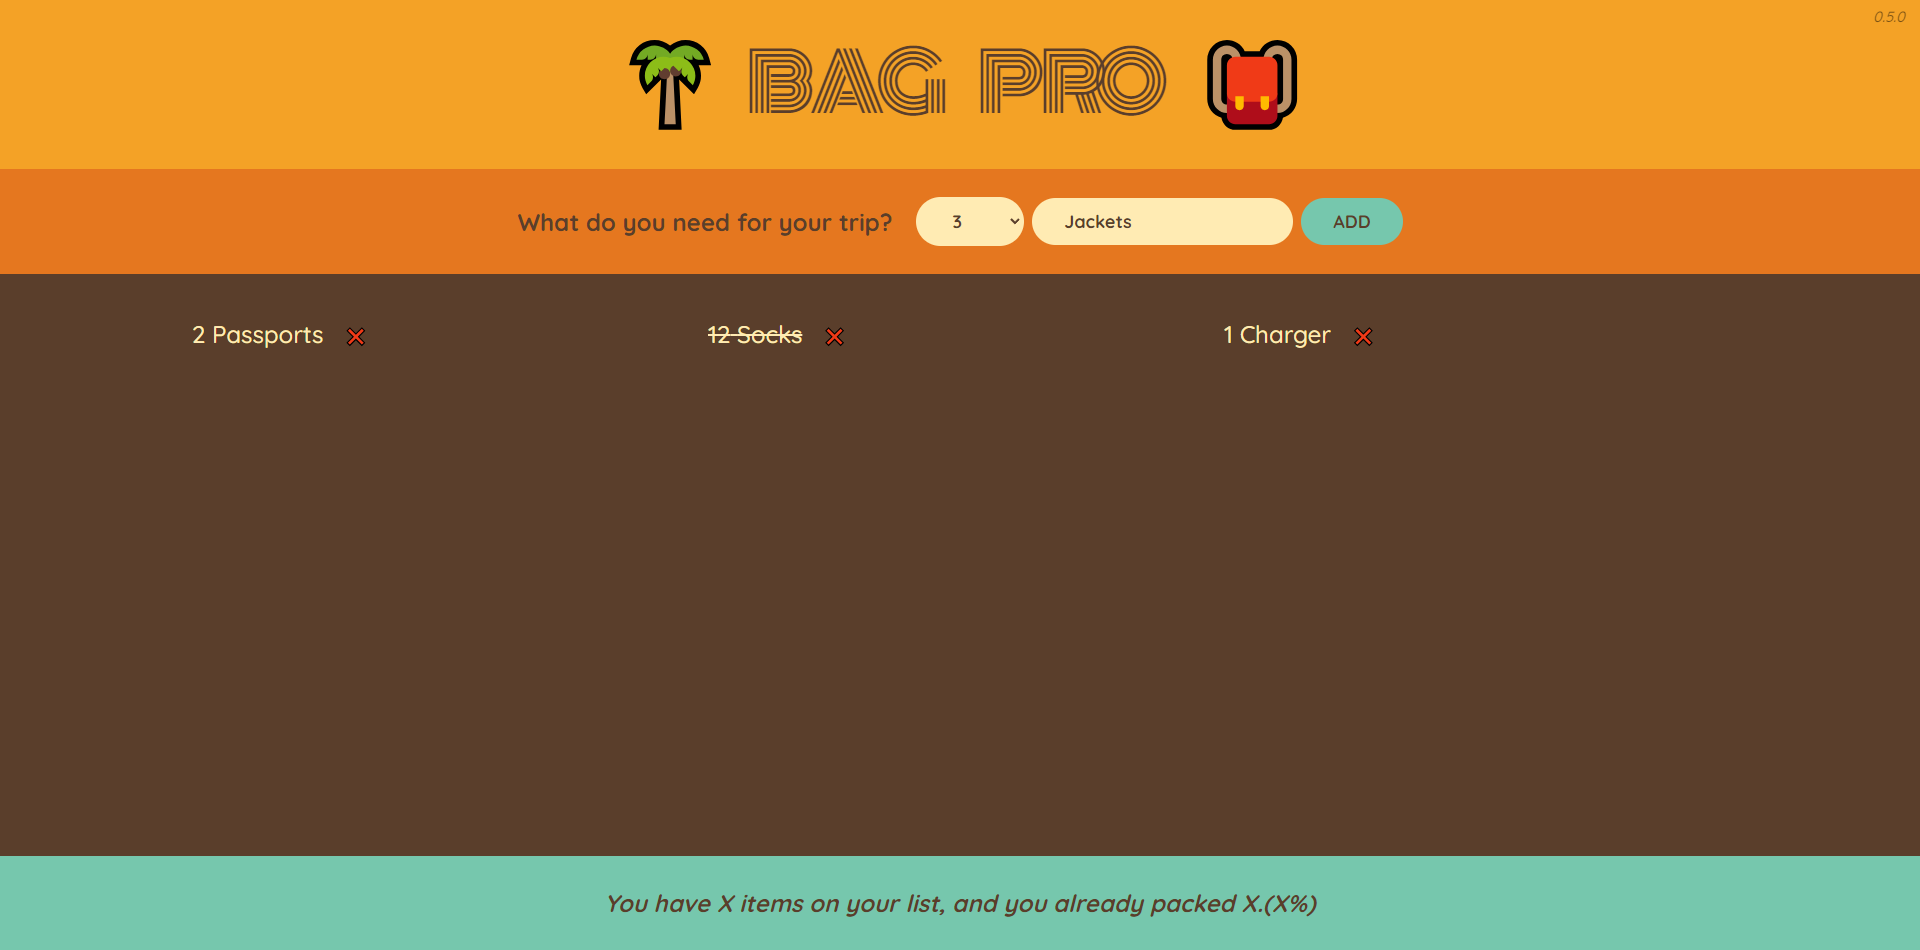 0.5.0
BAG PRO
What do you need for your trip? 3 Jackets ADD
2 Passports 12 Socks 1 Charger
You have X items on your list, and you already packed X.(X%)